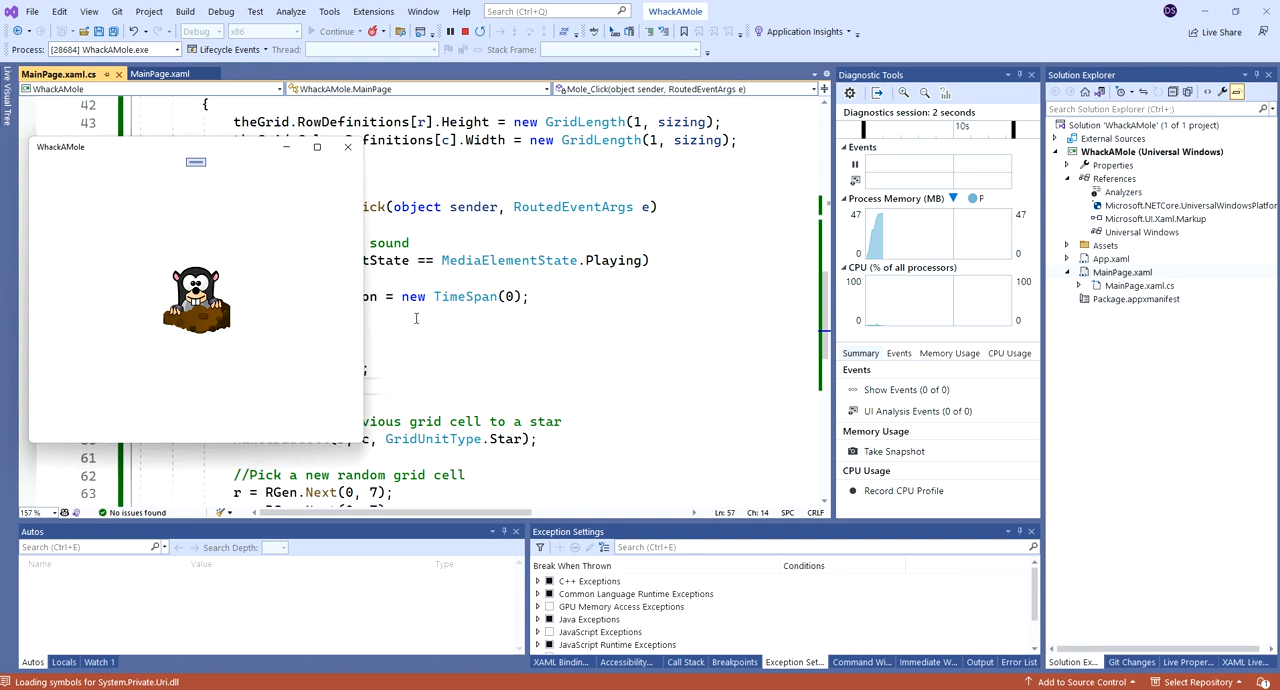 File Edit View Git Project Build Debug Test Analyze Tools Extensions Window Help Search (Ctrl+Q) WhackAMole DS
Debug x86 Continue Application Insights Live Share
Process: [28684] WhackAMole.exe Lifecycle Events Thread: Stack Frame:
Live Visual Tree
MainPage.xaml.cs MainPage.xaml
WhackAMole WhackAMole.MainPage Mole_Click(object sender, RoutedEventArgs e)
42 {
43 theGrid.RowDefinitions[r].Height = new GridLength(1, sizing);
finitions[c].Width = new GridLength(1, sizing);
WhackAMole
ick(object sender, RoutedEventArgs e)
sound
tState == MediaElementState.Playing)
on = new TimeSpan(0);
;
vious grid cell to a star
c, GridUnitType.Star);
61
62 //Pick a new random grid cell
63 r = RGen.Next(0, 7);
157 % No issues found Ln: 57 Ch: 14 SPC CRLF
Diagnostic Tools
Diagnostics session: 2 seconds
10s
Events
Process Memory (MB) P
47 47
0 0
CPU (% of all processors)
100 100
0 0
Summary Events Memory Usage CPU Usage
Events
Show Events (0 of 0)
UI Analysis Events (0 of 0)
Memory Usage
Take Snapshot
CPU Usage
Record CPU Profile
Solution Explorer
Search Solution Explorer (Ctrl+;)
Solution 'WhackAMole' (1 of 1 project)
External Sources
WhackAMole (Universal Windows)
Properties
References
Analyzers
Microsoft.NETCore.UniversalWindowsPlatfor
Microsoft.UI.Xaml.Markup
Universal Windows
Assets
App.xaml
MainPage.xaml
MainPage.xaml.cs
Package.appxmanifest
Autos
Search (Ctrl+E) Search Depth:
Name Value Type
Autos Locals Watch 1
Exception Settings
Search (Ctrl+E)
Break When Thrown Conditions
C++ Exceptions
Common Language Runtime Exceptions
GPU Memory Access Exceptions
Java Exceptions
JavaScript Exceptions
JavaScript Runtime Exceptions
XAML Bindin... Accessibility... Call Stack Breakpoints Exception Set... Command Wi... Immediate W... Output Error List
Solution Ex... Git Changes Live Proper... XAML Live...
Loading symbols for System.Private.Uri.dll Add to Source Control Select Repository 1